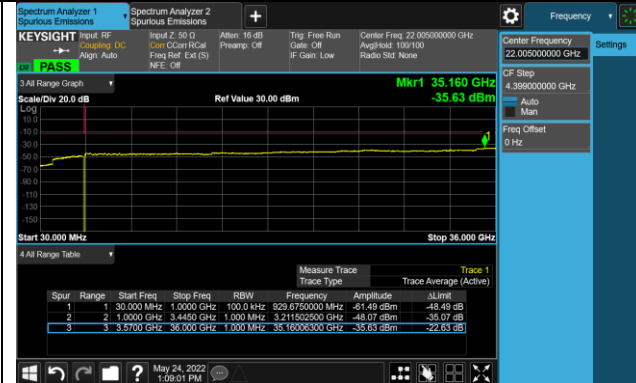 Spectrum Analyzer 1
Spurious Emissions
Spectrum Analyzer 2
Spurious Emissions
+
Frequency
KEYSIGHT
Input: RF
Coupling: DC
Align: Auto
Input Z: 50 Ω
Corr CCorr RCal
Freq Ref: Ext (S)
NFE: Off
Atten: 16 dB
Preamp: Off
Trig: Free Run
Gate: Off
IF Gain: Low
Center Freq: 22.005000000 GHz
Avg|Hold: 100/100
Radio Std: None
PASS
Center Frequency
22.005000000 GHz
Settings
CF Step
4.399000000 GHz
Auto
Man
Freq Offset
0 Hz
3 All Range Graph
Mkr1 35.160 GHz
Scale/Div 20.0 dB
Ref Value 30.00 dBm
-35.63 dBm
Log
10.0
-10.0
-30.0
-50.0
-70.0
-90.0
-110
-130
-150
1
Start 30.000 MHz
Stop 36.000 GHz
4 All Range Table
Measure Trace Trace 1
Trace Type Trace Average (Active)
Spur Range Start Freq Stop Freq RBW Frequency Amplitude ΔLimit
1 1 30.000 MHz 1.0000 GHz 100.0 kHz 929.6750000 MHz -61.49 dBm -48.49 dB
2 2 1.0000 GHz 3.4450 GHz 1.000 MHz 3.211502500 GHz -48.07 dBm -35.07 dB
3 3 3.5700 GHz 36.000 GHz 1.000 MHz 35.16006300 GHz -35.63 dBm -22.63 dB
?
May 24, 2022
1:09:01 PM